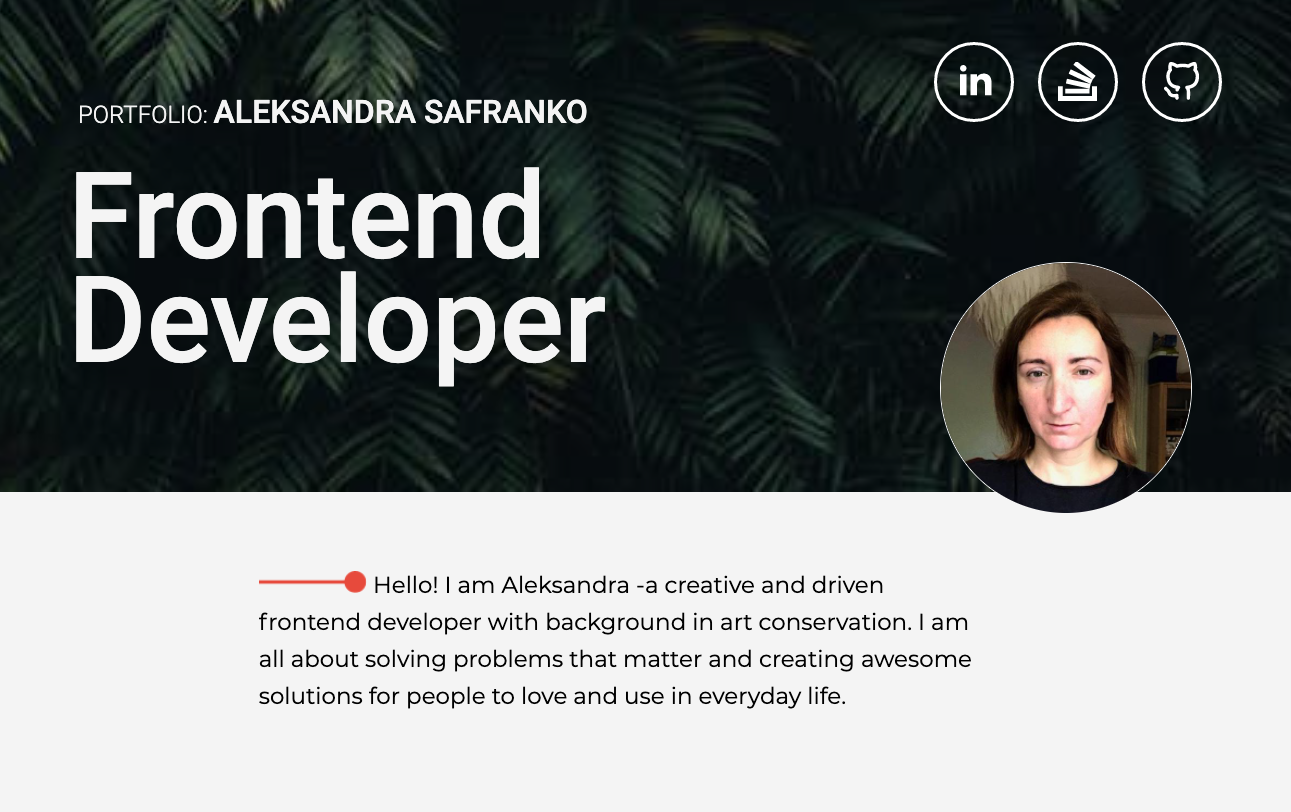 PORTFOLIO: ALEKSANDRA SAFRANKO
in
Frontend
Developer
Hello! I am Aleksandra -a creative and driven
frontend developer with background in art conservation. I am
all about solving problems that matter and creating awesome
solutions for people to love and use in everyday life.